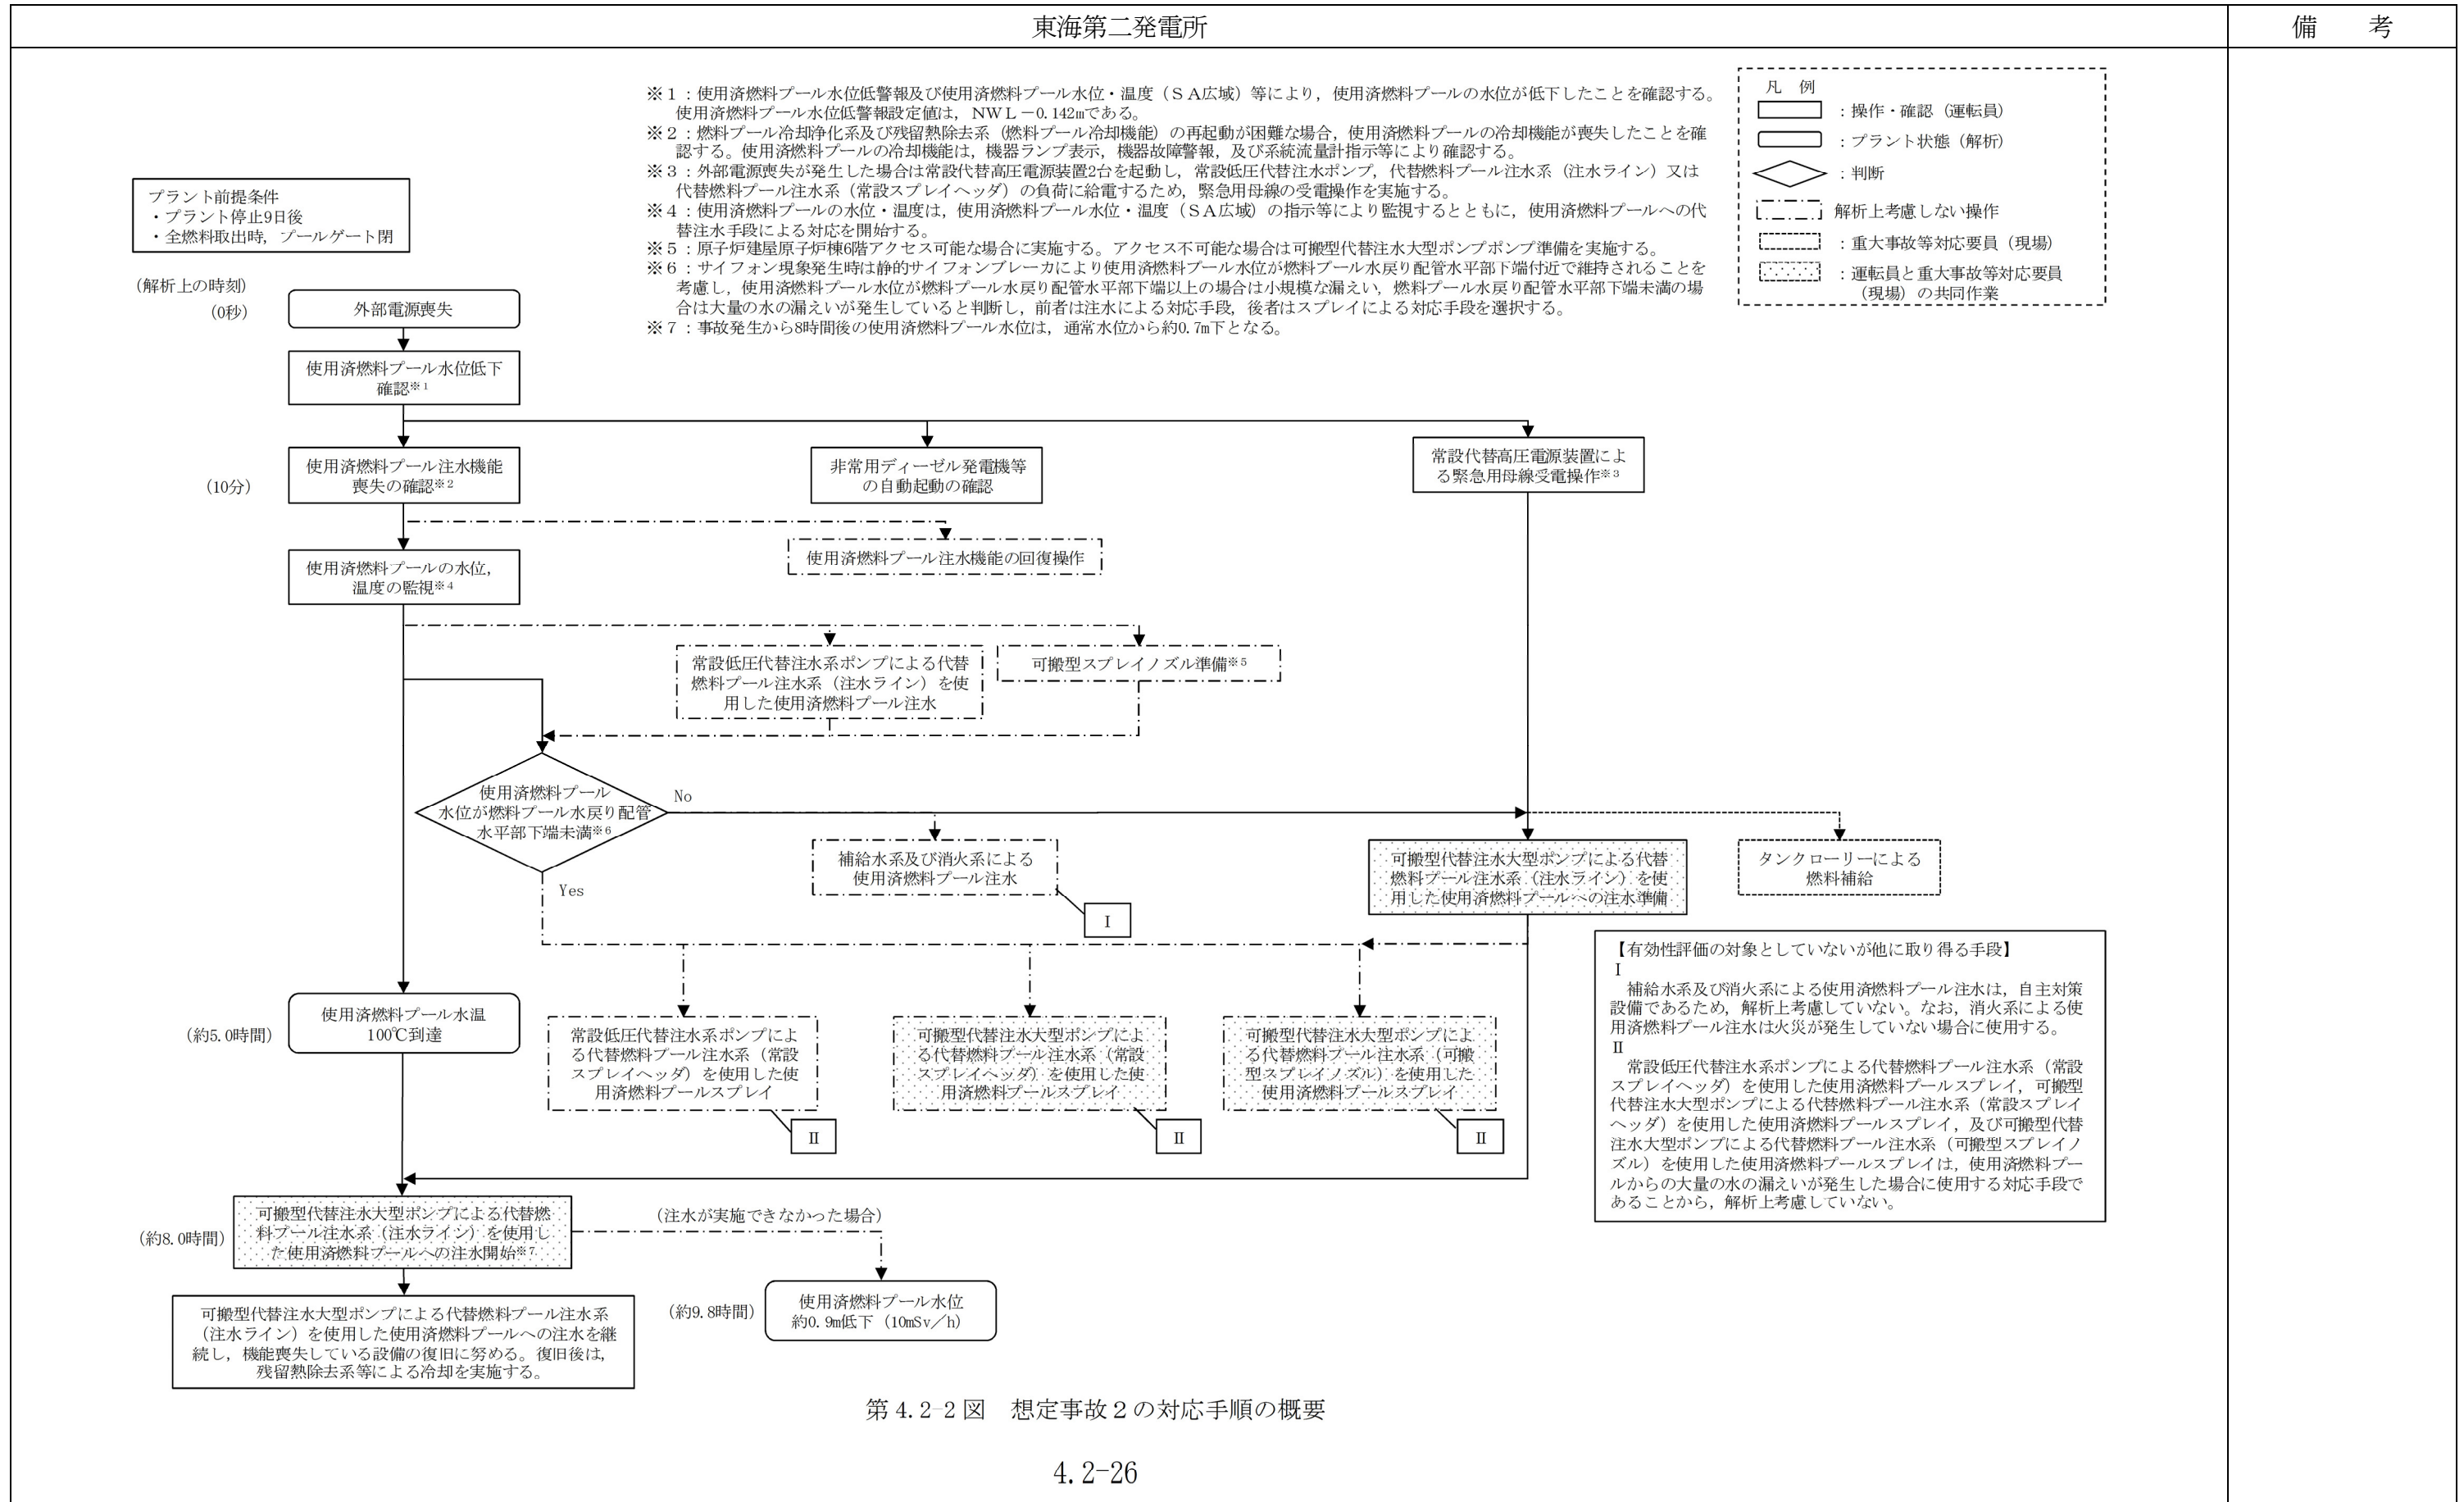 東海第二発電所
備　　考
※１：使用済燃料プール水位低警報及び使用済燃料プール水位・温度（ＳＡ広域）等により，使用済燃料プールの水位が低下したことを確認する。
使用済燃料プール水位低警報設定値は，ＮＷＬ－0.142mである。
※２：燃料プール冷却浄化系及び残留熱除去系（燃料プール冷却機能）の再起動が困難な場合，使用済燃料プールの冷却機能が喪失したことを確
認する。使用済燃料プールの冷却機能は，機器ランプ表示，機器故障警報，及び系統流量計指示等により確認する。
※３：外部電源喪失が発生した場合は常設代替高圧電源装置2台を起動し，常設低圧代替注水ポンプ，代替燃料プール注水系（注水ライン）又は
代替燃料プール注水系（常設スプレイヘッダ）の負荷に給電するため，緊急用母線の受電操作を実施する。
※４：使用済燃料プールの水位・温度は，使用済燃料プール水位・温度（ＳＡ広域）の指示等により監視するとともに，使用済燃料プールへの代
替注水手段による対応を開始する。
※５：原子炉建屋原子炉棟6階アクセス可能な場合に実施する。アクセス不可能な場合は可搬型代替注水大型ポンプポンプ準備を実施する。
※６：サイフォン現象発生時は静的サイフォンブレーカにより使用済燃料プール水位が燃料プール水戻り配管水平部下端付近で維持されることを
考慮し，使用済燃料プール水位が燃料プール水戻り配管水平部下端以上の場合は小規模な漏えい，燃料プール水戻り配管水平部下端未満の場
合は大量の水の漏えいが発生していると判断し，前者は注水による対応手段，後者はスプレイによる対応手段を選択する。
※７：事故発生から8時間後の使用済燃料プール水位は，通常水位から約0.7m下となる。
凡　例
：操作・確認（運転員）
：プラント状態（解析）
：判断
解析上考慮しない操作
：重大事故等対応要員（現場）
：運転員と重大事故等対応要員
（現場）の共同作業
プラント前提条件
・プラント停止9日後
・全燃料取出時，プールゲート閉
（解析上の時刻）
（0秒）
外部電源喪失
使用済燃料プール水位低下
確認※１
（10分）
使用済燃料プール注水機能
喪失の確認※２
非常用ディーゼル発電機等
の自動起動の確認
常設代替高圧電源装置によ
る緊急用母線受電操作※３
使用済燃料プール注水機能の回復操作
使用済燃料プールの水位，
温度の監視※４
常設低圧代替注水系ポンプによる代替
燃料プール注水系（注水ライン）を使
用した使用済燃料プール注水
可搬型スプレイノズル準備※５
使用済燃料プール
水位が燃料プール水戻り配管
水平部下端未満※６
No
Yes
補給水系及び消火系による
使用済燃料プール注水
Ⅰ
可搬型代替注水大型ポンプによる代替
燃料プール注水系（注水ライン）を使
用した使用済燃料プールへの注水準備
タンクローリーによる
燃料補給
（約5.0時間）
使用済燃料プール水温
100℃到達
常設低圧代替注水系ポンプによ
る代替燃料プール注水系（常設
スプレイヘッダ）を使用した使
用済燃料プールスプレイ
Ⅱ
可搬型代替注水大型ポンプによ
る代替燃料プール注水系（常設
スプレイヘッダ）を使用した使
用済燃料プールスプレイ
Ⅱ
可搬型代替注水大型ポンプによ
る代替燃料プール注水系（可搬
型スプレイノズル）を使用した
使用済燃料プールスプレイ
Ⅱ
【有効性評価の対象としていないが他に取り得る手段】
Ⅰ
補給水系及び消火系による使用済燃料プール注水は，自主対策
設備であるため，解析上考慮していない。なお，消火系による使
用済燃料プール注水は火災が発生していない場合に使用する。
Ⅱ
常設低圧代替注水系ポンプによる代替燃料プール注水系（常設
スプレイヘッダ）を使用した使用済燃料プールスプレイ，可搬型
代替注水大型ポンプによる代替燃料プール注水系（常設スプレイ
ヘッダ）を使用した使用済燃料プールスプレイ，及び可搬型代替
注水大型ポンプによる代替燃料プール注水系（可搬型スプレイノ
ズル）を使用した使用済燃料プールスプレイは，使用済燃料プー
ルからの大量の水の漏えいが発生した場合に使用する対応手段で
あることから，解析上考慮していない。
（約8.0時間）
可搬型代替注水大型ポンプによる代替燃
料プール注水系（注水ライン）を使用し
た使用済燃料プールへの注水開始※７
（注水が実施できなかった場合）
（約9.8時間）
使用済燃料プール水位
約0.9m低下（10mSv／h）
可搬型代替注水大型ポンプによる代替燃料プール注水系
（注水ライン）を使用した使用済燃料プールへの注水を継
続し，機能喪失している設備の復旧に努める。復旧後は，
残留熱除去系等による冷却を実施する。
第 4.2-2 図　想定事故２の対応手順の概要
4.2-26